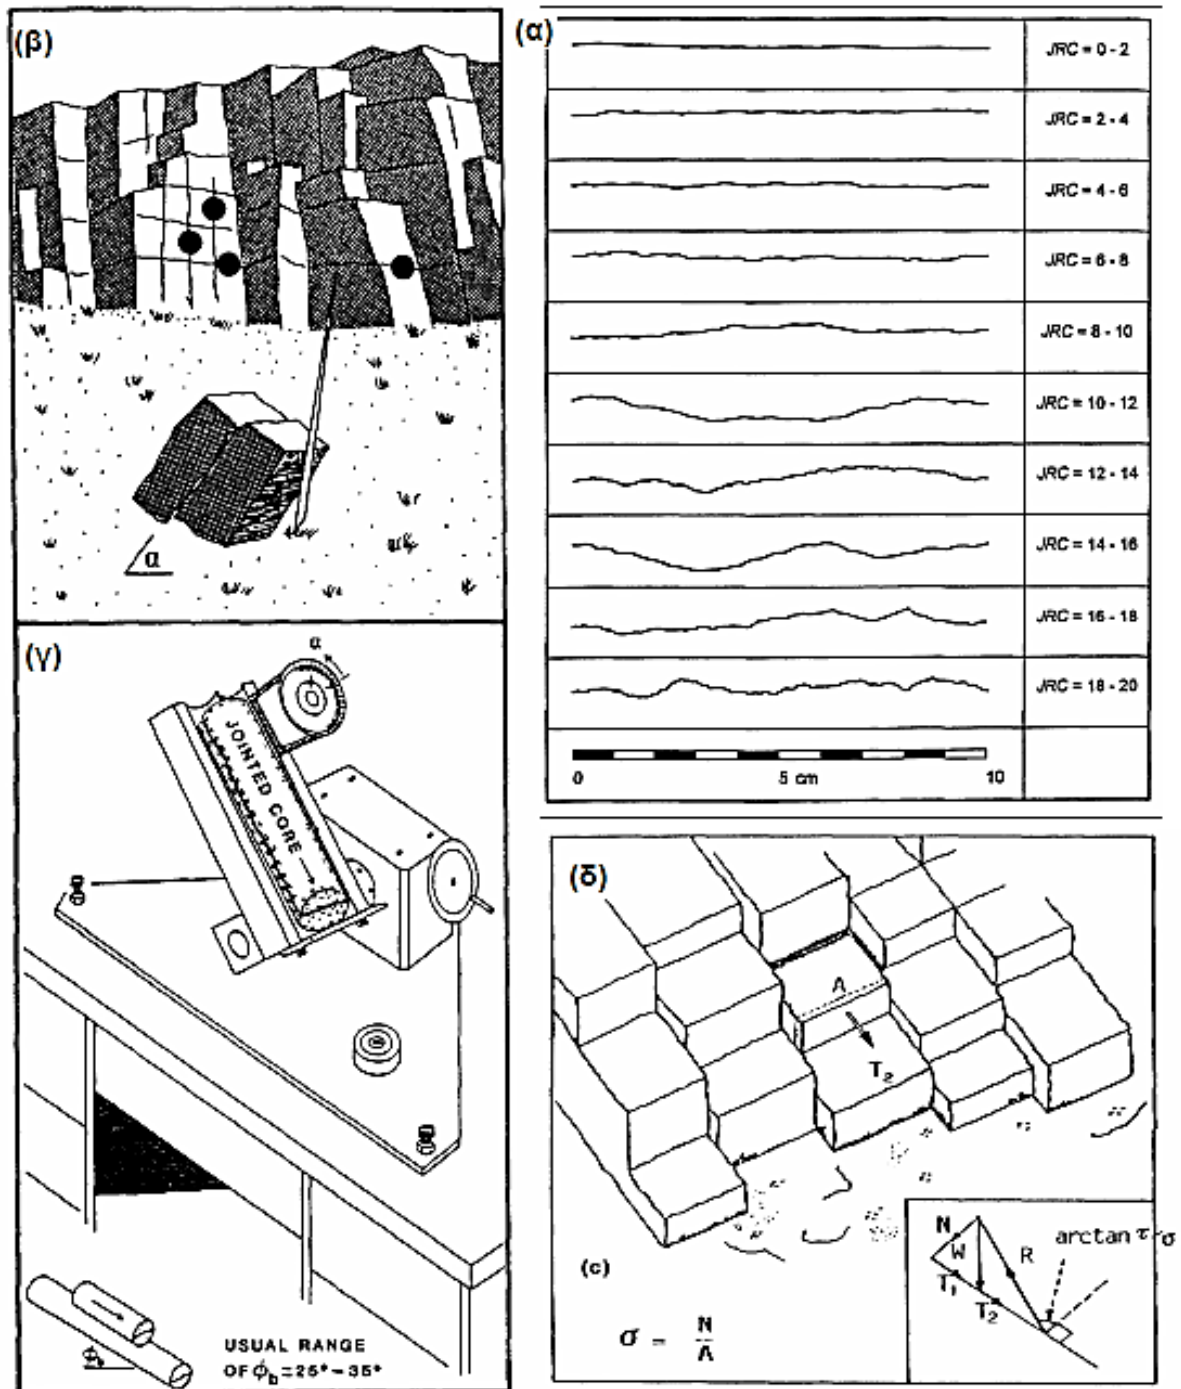 (β)
α
(γ)
α
JOINTED CORE
ϕb
USUAL RANGE
OF ϕb = 25° – 35°
(α)
JRC = 0 - 2
JRC = 2 - 4
JRC = 4 - 6
JRC = 6 - 8
JRC = 8 - 10
JRC = 10 - 12
JRC = 12 - 14
JRC = 14 - 16
JRC = 16 - 18
JRC = 18 - 20
0 5 cm 10
(δ)
A
T₂
(c)
σ = N
A
N W R arctan τ/σ
T₁
T₂